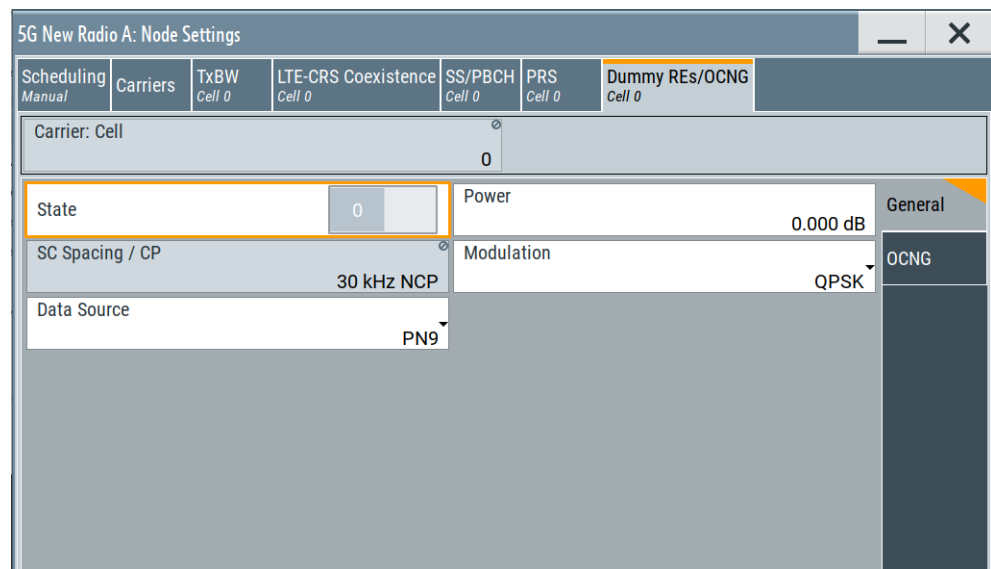 5G New Radio A: Node Settings
Scheduling
Manual
Carriers
TxBW
Cell 0
LTE-CRS Coexistence
Cell 0
SS/PBCH
Cell 0
PRS
Cell 0
Dummy REs/OCNG
Cell 0
Carrier: Cell
0
State
0
Power
0.000 dB
General
SC Spacing / CP
30 kHz NCP
Modulation
QPSK
OCNG
Data Source
PN9